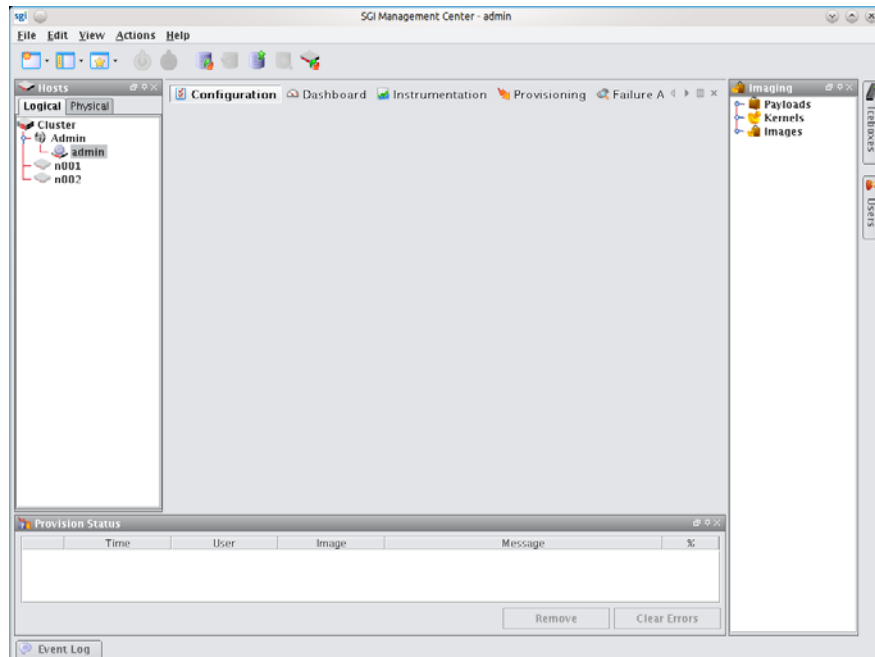 sgi
SGI Management Center - admin
File Edit View Actions Help
Hosts
Logical Physical
Cluster
Admin
admin
n001
n002
Configuration Dashboard Instrumentation Provisioning Failure A
Imaging
Payloads
Kernels
Images
Iceboxes
Users
Provision Status
Time User Image Message %
Remove Clear Errors
Event Log